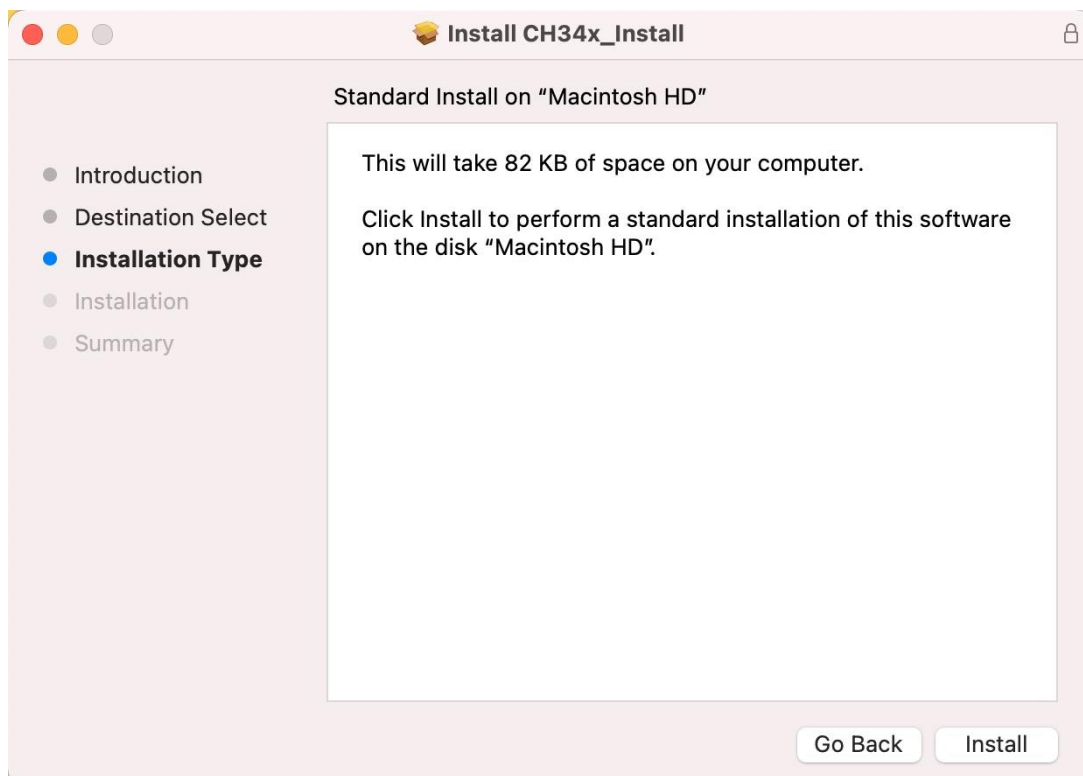 Install CH34x_Install
Standard Install on “Macintosh HD”
Introduction
Destination Select
Installation Type
Installation
Summary
This will take 82 KB of space on your computer.
Click Install to perform a standard installation of this software
on the disk “Macintosh HD”.
Go Back
Install